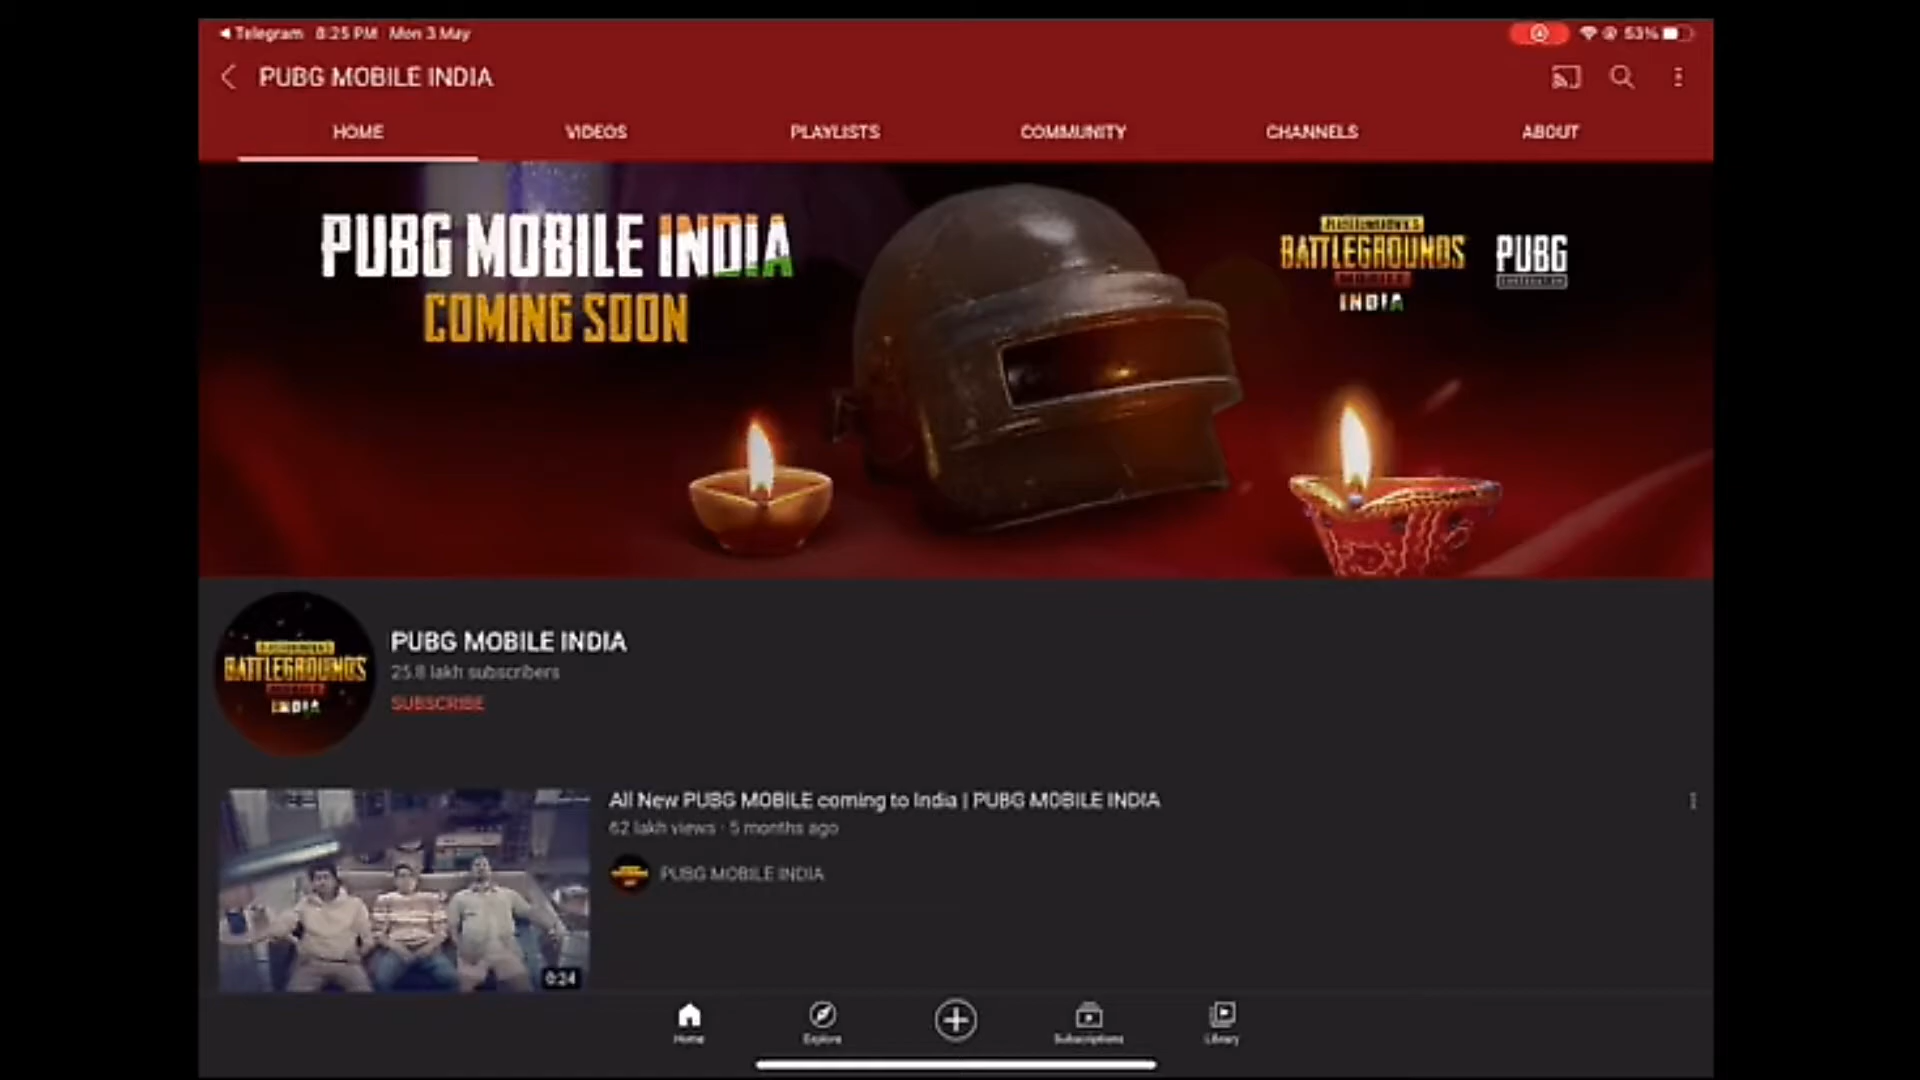 Telegram 8:25 PM Mon 3 May
53%
PUBG MOBILE INDIA
HOME VIDEOS PLAYLISTS COMMUNITY CHANNELS ABOUT
PUBG MOBILE INDIA
COMING SOON
BATTLEGROUNDS
MOBILE
INDIA
PUBG
BATTLEGROUNDS
MOBILE
INDIA
PUBG MOBILE INDIA
25.8 lakh subscribers
SUBSCRIBE
All New PUBG MOBILE coming to India | PUBG MOBILE INDIA
62 lakh views · 5 months ago
PUBG MOBILE INDIA
0:24
Home Explore Subscriptions Library